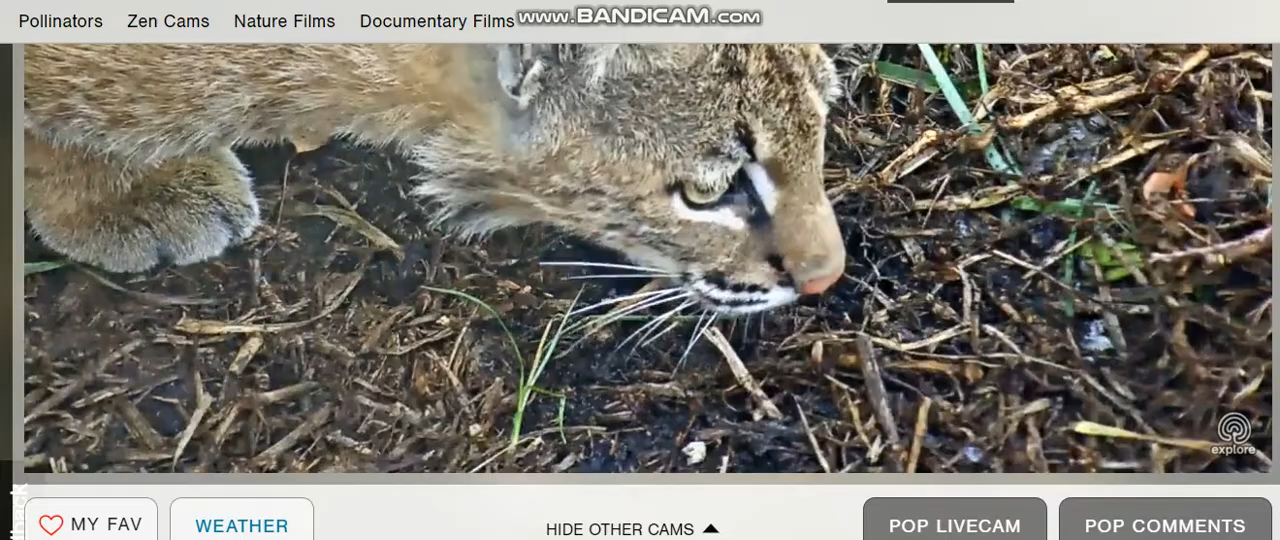 Pollinators Zen Cams Nature Films Documentary Films
www.BANDICAM.com
explore
MY FAV WEATHER HIDE OTHER CAMS POP LIVECAM POP COMMENTS